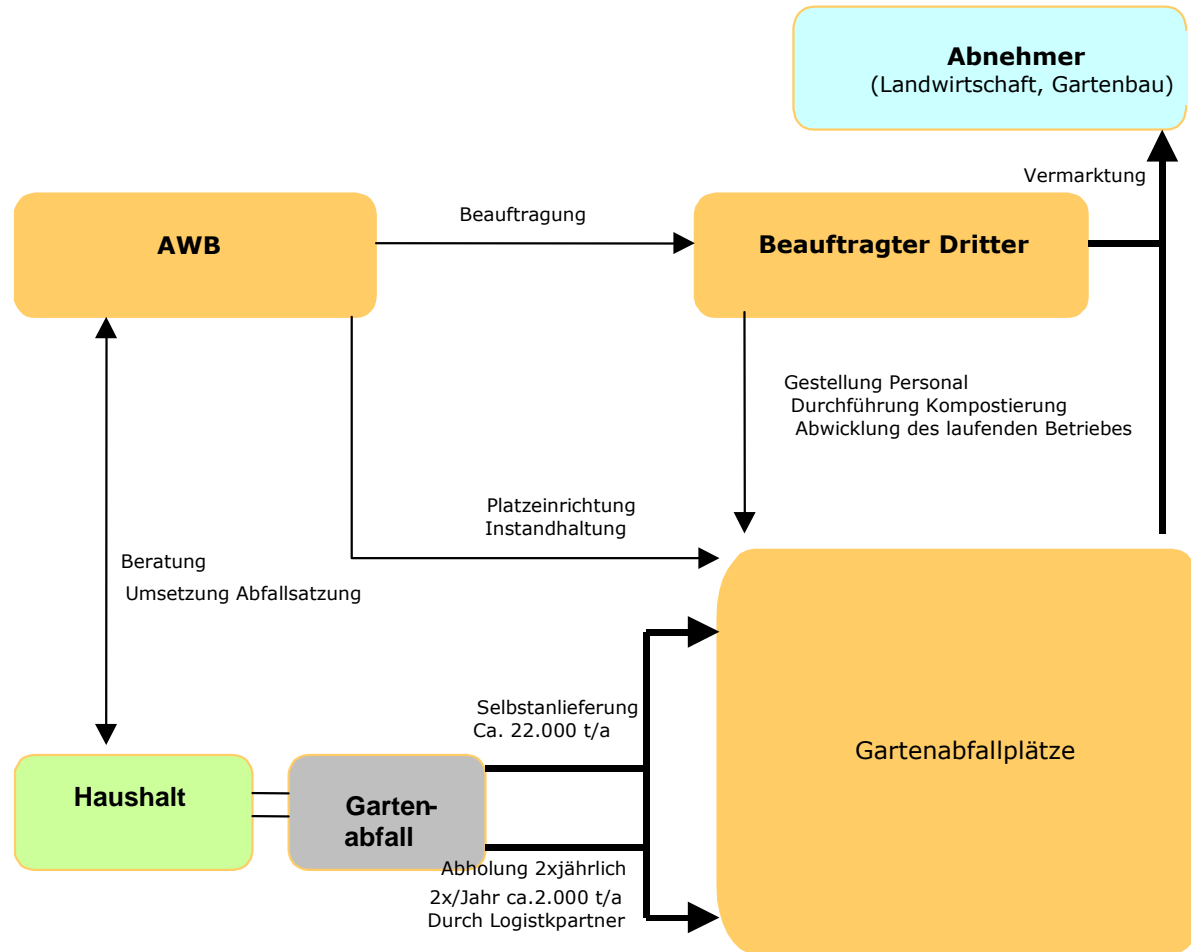 Abnehmer
(Landwirtschaft, Gartenbau)
Vermarktung
Beauftragung
AWB
Beauftragter Dritter
Gestellung Personal
Durchführung Kompostierung
Abwicklung des laufenden Betriebes
Platzeinrichtung
Instandhaltung
Beratung
Umsetzung Abfallsatzung
Selbstanlieferung
Ca. 22.000 t/a
Gartenabfallplätze
Haushalt
Garten-
abfall
Abholung 2xjährlich
2x/Jahr ca.2.000 t/a
Durch Logistkpartner